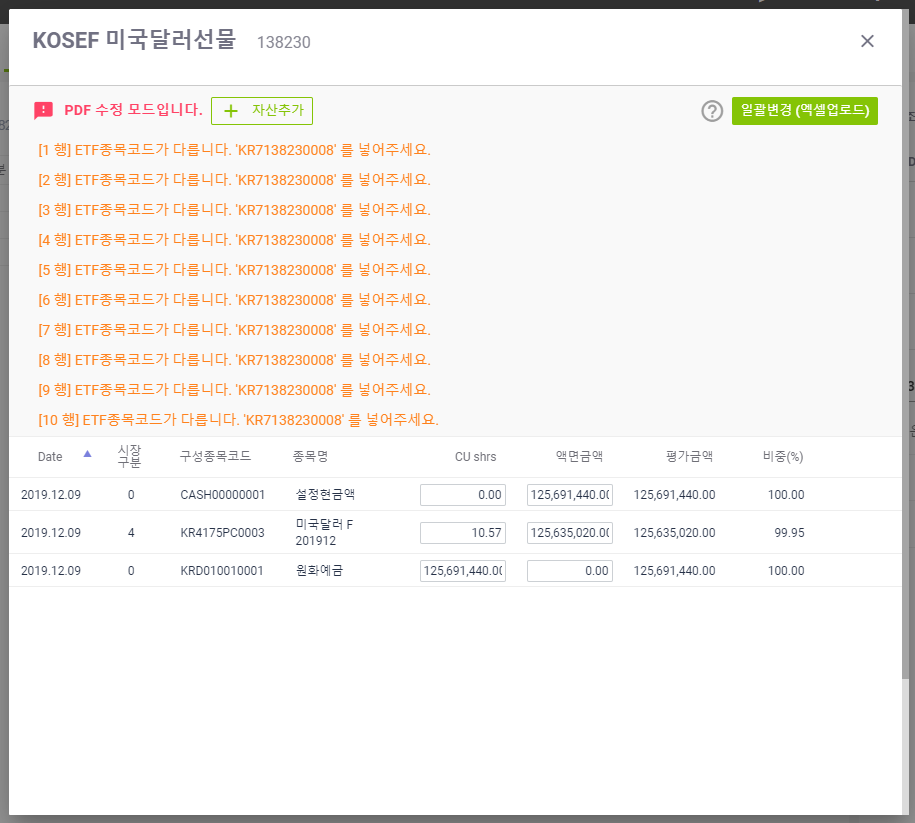 KOSEF 미국달러선물 138230
PDF 수정 모드입니다. + 자산추가 ? 일괄변경 (엑셀업로드)
[1 행] ETF종목코드가 다릅니다. 'KR7138230008' 를 넣어주세요.
[2 행] ETF종목코드가 다릅니다. 'KR7138230008' 를 넣어주세요.
[3 행] ETF종목코드가 다릅니다. 'KR7138230008' 를 넣어주세요.
[4 행] ETF종목코드가 다릅니다. 'KR7138230008' 를 넣어주세요.
[5 행] ETF종목코드가 다릅니다. 'KR7138230008' 를 넣어주세요.
[6 행] ETF종목코드가 다릅니다. 'KR7138230008' 를 넣어주세요.
[7 행] ETF종목코드가 다릅니다. 'KR7138230008' 를 넣어주세요.
[8 행] ETF종목코드가 다릅니다. 'KR7138230008' 를 넣어주세요.
[9 행] ETF종목코드가 다릅니다. 'KR7138230008' 를 넣어주세요.
[10 행] ETF종목코드가 다릅니다. 'KR7138230008' 를 넣어주세요.
Date ▲ 시장구분 구성종목코드 종목명 CU shrs 액면금액 평가금액 비중(%)
2019.12.09 0 CASH00000001 설정현금액 0.00 125,691,440.00 125,691,440.00 100.00
2019.12.09 4 KR4175PC0003 미국달러 F 201912 10.57 125,635,020.00 125,635,020.00 99.95
2019.12.09 0 KRD010010001 원화예금 125,691,440.00 0.00 125,691,440.00 100.00